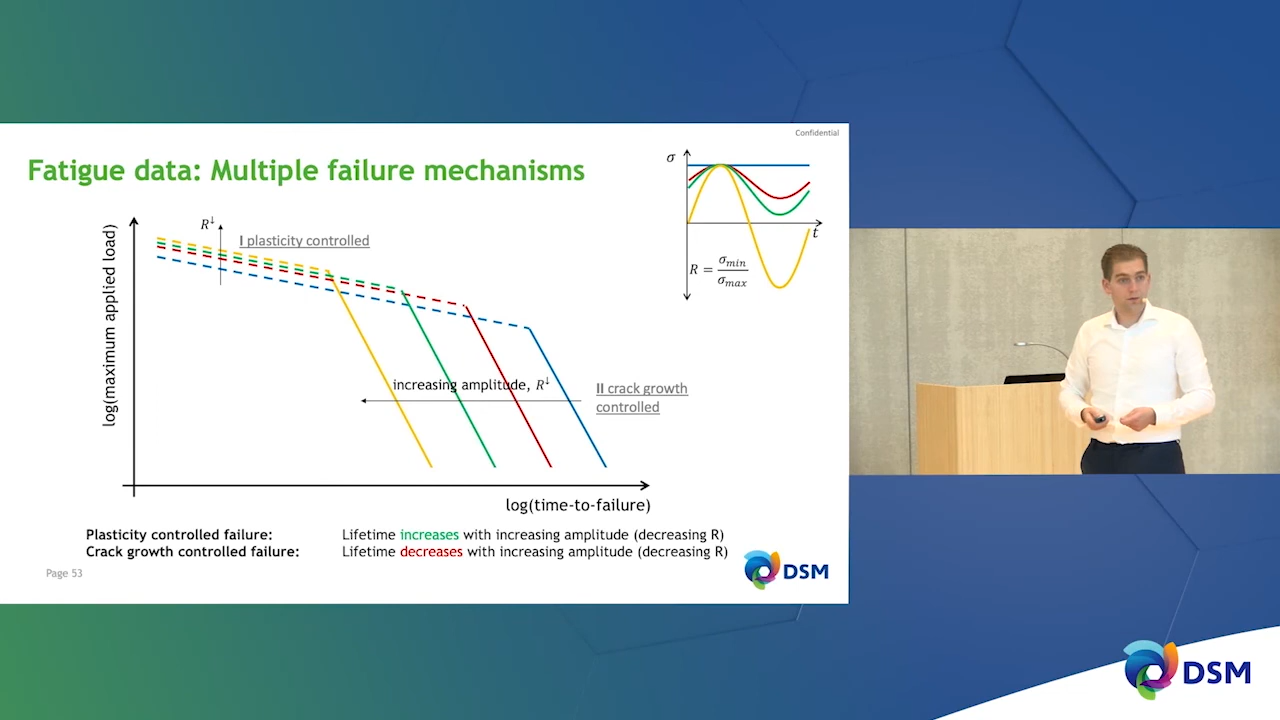 Confidential
Fatigue data: Multiple failure mechanisms
σ
t
R = σmin / σmax
R↓
I plasticity controlled
log(maximum applied load)
increasing amplitude, R↓
II crack growth
controlled
log(time-to-failure)
Plasticity controlled failure: Lifetime increases with increasing amplitude (decreasing R)
Crack growth controlled failure: Lifetime decreases with increasing amplitude (decreasing R)
Page 53
DSM
DSM